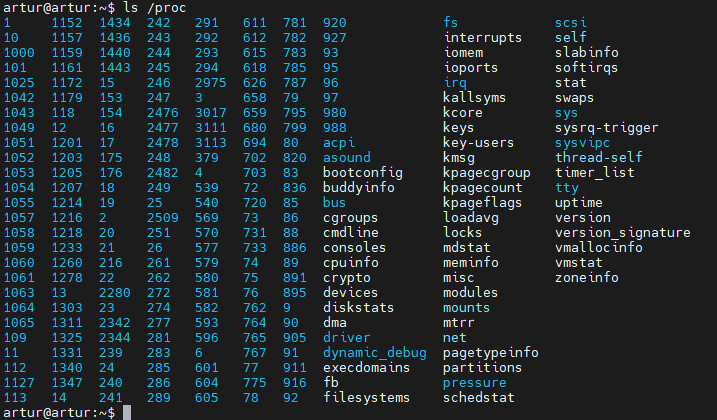 artur@artur:~$ ls /proc
1 1152 1434 242 291 611 781 920 fs scsi
10 1157 1436 243 292 612 782 927 interrupts self
1000 1159 1440 244 293 615 783 93 iomem slabinfo
101 1161 1443 245 294 618 785 95 ioports softirqs
1025 1172 15 246 2975 626 787 96 irq stat
1042 1179 153 247 3 658 79 97 kallsyms swaps
1043 118 154 2476 3017 659 795 980 kcore sys
1049 12 16 2477 3111 680 799 988 keys sysrq-trigger
1051 1201 17 2478 3113 694 80 acpi key-users sysvipc
1052 1203 175 248 379 702 820 asound kmsg thread-self
1053 1205 176 2482 4 703 83 bootconfig kpagecgroup timer_list
1054 1207 18 249 539 72 836 buddyinfo kpagecount tty
1055 1214 19 25 540 720 85 bus kpageflags uptime
1057 1216 2 2509 569 73 86 cgroups loadavg version
1058 1218 20 251 570 731 88 cmdline locks version_signature
1059 1233 21 26 577 733 886 consoles mdstat vmallocinfo
1060 1260 216 261 579 74 89 cpuinfo meminfo vmstat
1061 1278 22 262 580 75 891 crypto misc zoneinfo
1063 13 2280 272 581 76 895 devices modules
1064 1303 23 274 582 762 9 diskstats mounts
1065 1311 2342 277 593 764 90 dma mtrr
109 1325 2344 281 596 765 905 driver net
11 1331 239 283 6 767 91 dynamic_debug pagetypeinfo
112 1340 24 285 601 77 911 execdomains partitions
1127 1347 240 286 604 775 916 fb pressure
113 14 241 289 605 78 92 filesystems schedstat
artur@artur:~$